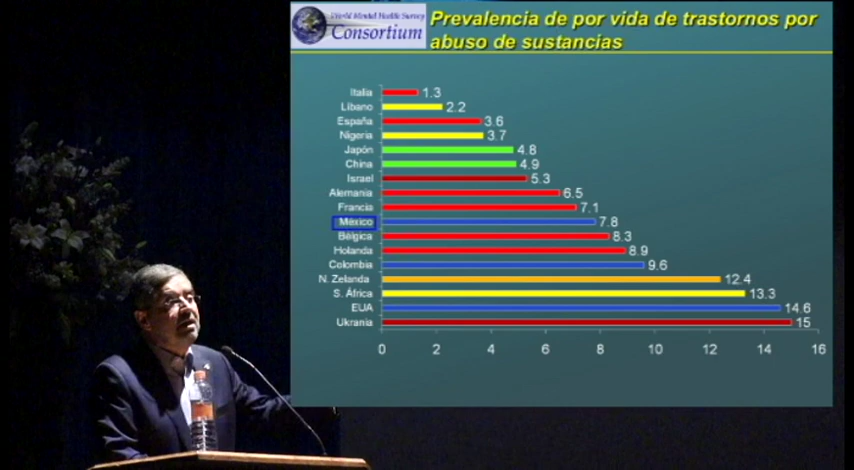 World Mental Health Survey
Consortium
Prevalencia de por vida de trastornos por
abuso de sustancias
Italia 1.3
Líbano 2.2
España 3.6
Nigeria 3.7
Japón 4.8
China 4.9
Israel 5.3
Alemania 6.5
Francia 7.1
México 7.8
Bélgica 8.3
Holanda 8.9
Colombia 9.6
N. Zelanda 12.4
S. África 13.3
EUA 14.6
Ukrania 15
0 2 4 6 8 10 12 14 16